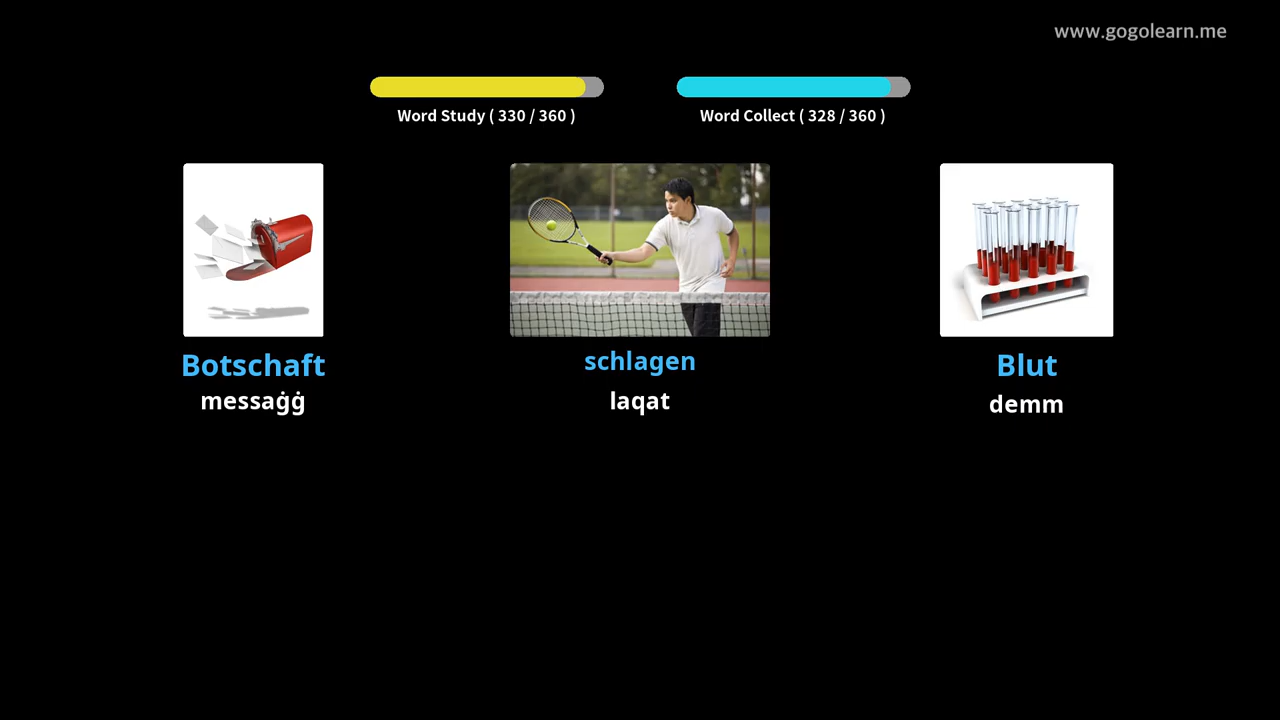 www.gogolearn.me
Word Study ( 330 / 360 )
Word Collect ( 328 / 360 )
Botschaft
messaġġ
schlagen
laqat
Blut
demm